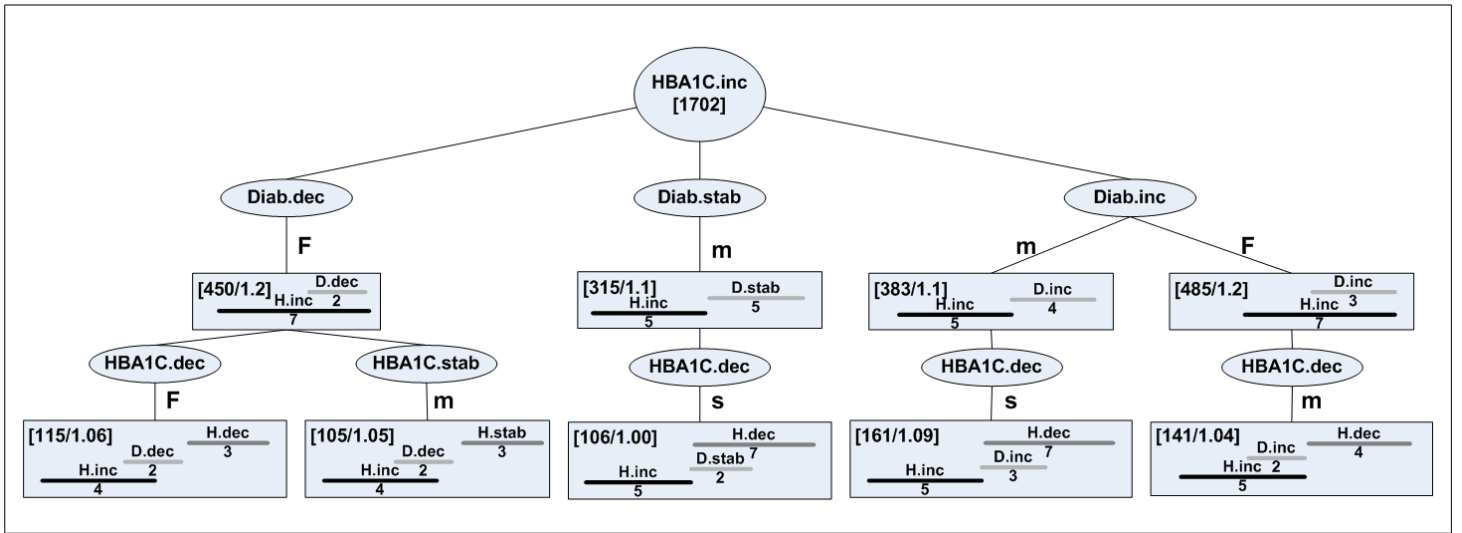 HBA1C.inc
[1702]
Diab.dec
Diab.stab
Diab.inc
F
m
m
F
[450/1.2]
D.dec
2
H.inc
7
[315/1.1]
H.inc
5
D.stab
5
[383/1.1]
H.inc
5
D.inc
4
[485/1.2]
D.inc
3
H.inc
7
HBA1C.dec
HBA1C.stab
HBA1C.dec
HBA1C.dec
HBA1C.dec
F
m
s
s
m
[115/1.06]
H.dec
3
D.dec
2
H.inc
4
[105/1.05]
H.stab
3
D.dec
2
H.inc
4
[106/1.00]
H.dec
7
D.stab
2
H.inc
5
[161/1.09]
H.dec
7
D.inc
3
H.inc
5
[141/1.04]
H.dec
4
D.inc
2
H.inc
5